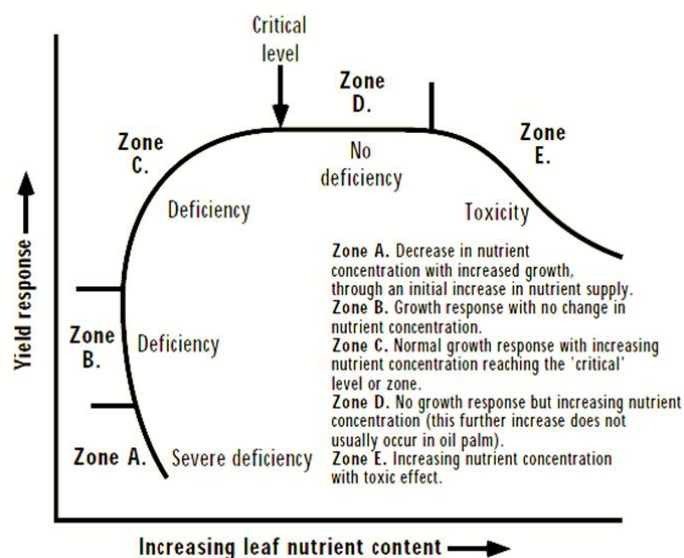 Critical
level
Zone
D.
Zone
C.
Zone
E.
No
deficiency
Deficiency
Toxicity
Zone A. Decrease in nutrient
concentration with increased growth,
through an initial increase in nutrient supply.
Zone B. Growth response with no change in
nutrient concentration.
Zone C. Normal growth response with increasing
nutrient concentration reaching the 'critical'
level or zone.
Zone D. No growth response but increasing nutrient
concentration (this further increase does not
usually occur in oil palm).
Zone E. Increasing nutrient concentration
with toxic effect.
Yield response
Zone
B.
Deficiency
Zone A.
Severe deficiency
Increasing leaf nutrient content